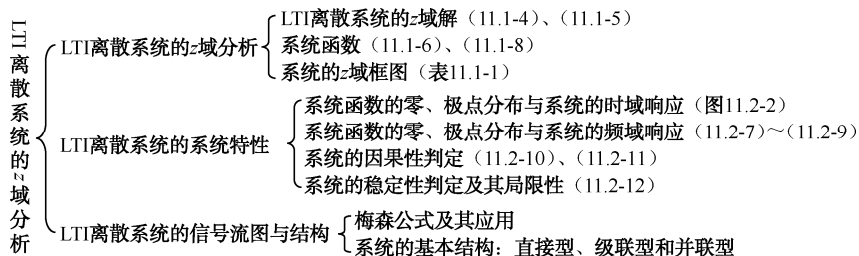 LTI离散系统的z域分析
LTI离散系统的z域分析
LTI离散系统的z域解（11.1-4）、（11.1-5）
系统函数（11.1-6）、（11.1-8）
系统的z域框图（表11.1-1）
LTI离散系统的系统特性
系统函数的零、极点分布与系统的时域响应（图11.2-2）
系统函数的零、极点分布与系统的频域响应（11.2-7）～（11.2-9）
系统的因果性判定（11.2-10）、（11.2-11）
系统的稳定性判定及其局限性（11.2-12）
LTI离散系统的信号流图与结构
梅森公式及其应用
系统的基本结构：直接型、级联型和并联型